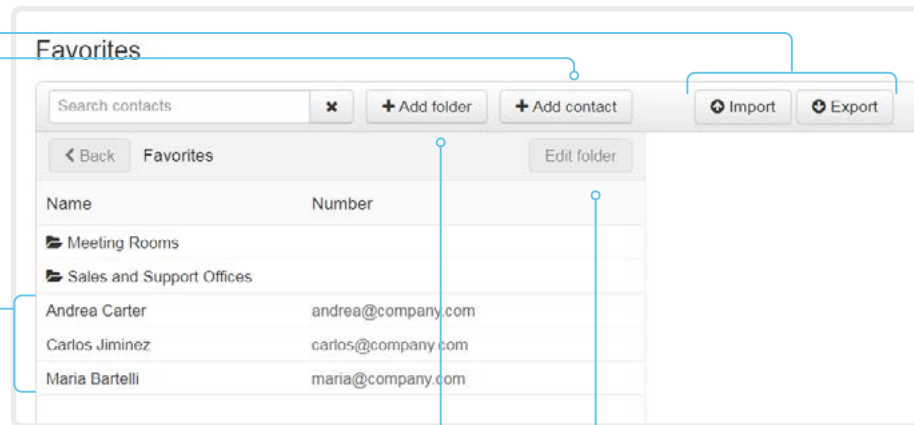 Favorites
Search contacts Add folder Add contact Import Export
Back Favorites Edit folder
Name Number
Meeting Rooms
Sales and Support Offices
Andrea Carter andrea@company.com
Carlos Jiminez carlos@company.com
Maria Bartelli maria@company.com